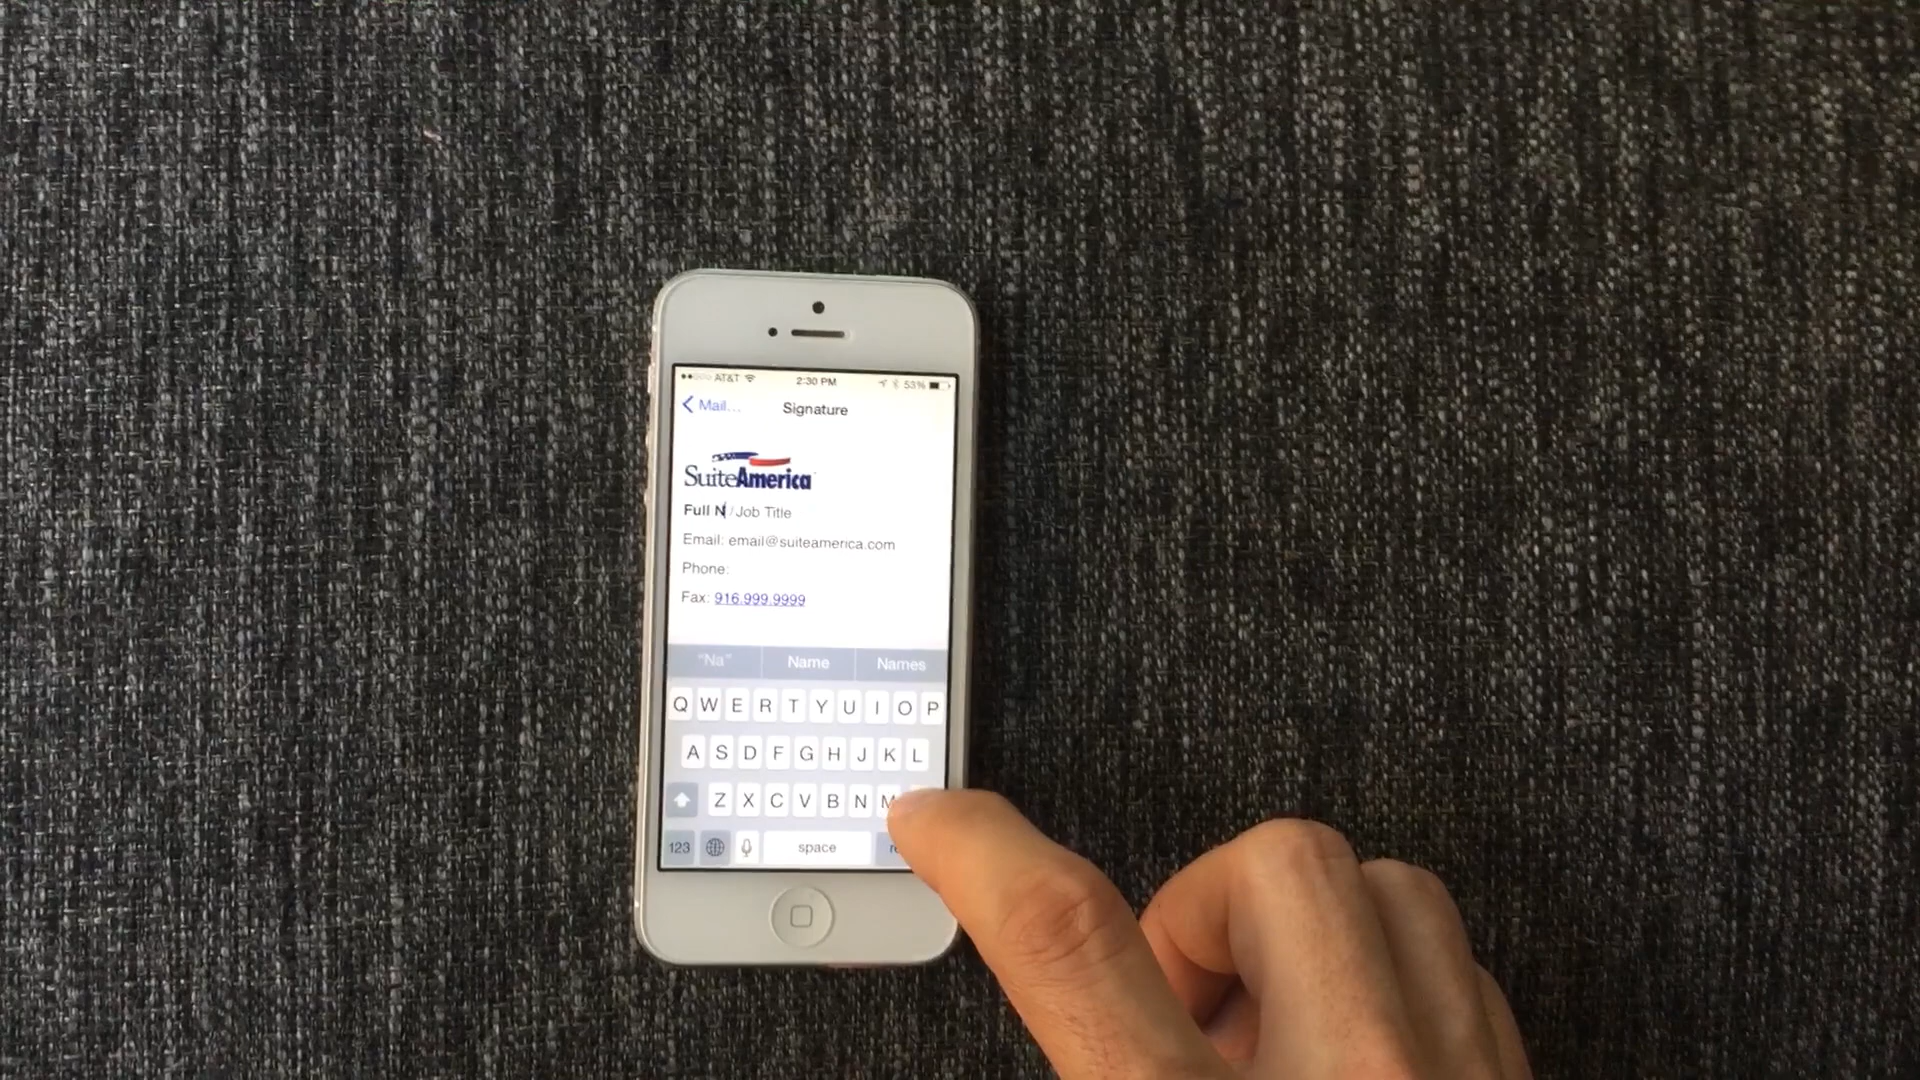 AT&T 2:30 PM 53%
Mail... Signature
SuiteAmerica
Full N / Job Title
Email: email@suiteamerica.com
Phone:
Fax: 916.999.9999
"Na" Name Names
Q W E R T Y U I O P
A S D F G H J K L
Z X C V B N M
123 space